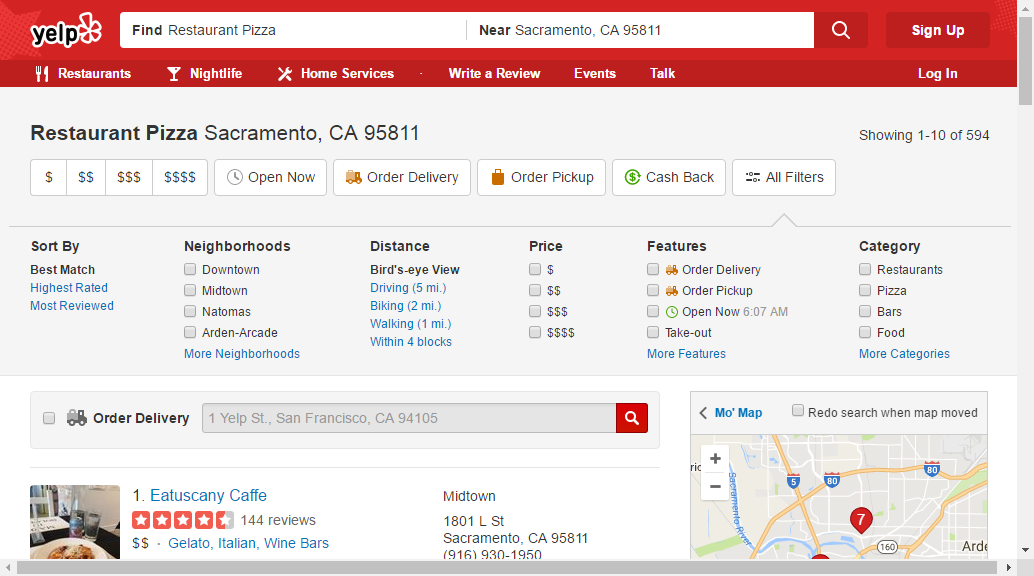 yelp
Find Restaurant Pizza
Near Sacramento, CA 95811
Sign Up
Restaurants
Nightlife
Home Services
·
Write a Review
Events
Talk
Log In
Restaurant Pizza Sacramento, CA 95811
Showing 1-10 of 594
$
$$
$$$
$$$$
Open Now
Order Delivery
Order Pickup
Cash Back
All Filters
Sort By
Best Match
Highest Rated
Most Reviewed
Neighborhoods
Downtown
Midtown
Natomas
Arden-Arcade
More Neighborhoods
Distance
Bird's-eye View
Driving (5 mi.)
Biking (2 mi.)
Walking (1 mi.)
Within 4 blocks
Price
$
$$
$$$
$$$$
Features
Order Delivery
Order Pickup
Open Now 6:07 AM
Take-out
More Features
Category
Restaurants
Pizza
Bars
Food
More Categories
Order Delivery
1 Yelp St., San Francisco, CA 94105
Mo' Map
Redo search when map moved
+
−
5
80
80
Sacramento River
7
160
Arde
1. Eatuscany Caffe
144 reviews
$$ · Gelato, Italian, Wine Bars
Midtown
1801 L St
Sacramento, CA 95811
(916) 930-1950